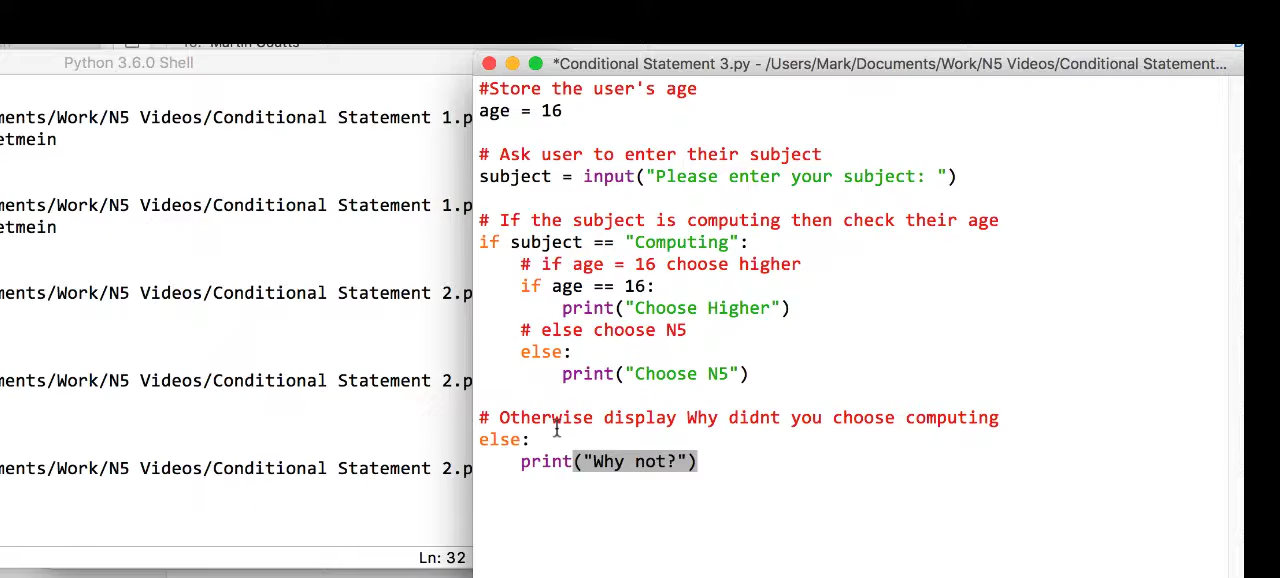 Martin Coutts
Python 3.6.0 Shell
ments/Work/N5 Videos/Conditional Statement 1.p
etmein
ments/Work/N5 Videos/Conditional Statement 1.p
etmein
ments/Work/N5 Videos/Conditional Statement 2.p
ments/Work/N5 Videos/Conditional Statement 2.p
ments/Work/N5 Videos/Conditional Statement 2.p
Ln: 32
*Conditional Statement 3.py - /Users/Mark/Documents/Work/N5 Videos/Conditional Statement...
#Store the user's age
age = 16
# Ask user to enter their subject
subject = input("Please enter your subject: ")
# If the subject is computing then check their age
if subject == "Computing":
    # if age = 16 choose higher
    if age == 16:
        print("Choose Higher")
    # else choose N5
    else:
        print("Choose N5")
# Otherwise display Why didnt you choose computing
else:
    print("Why not?")